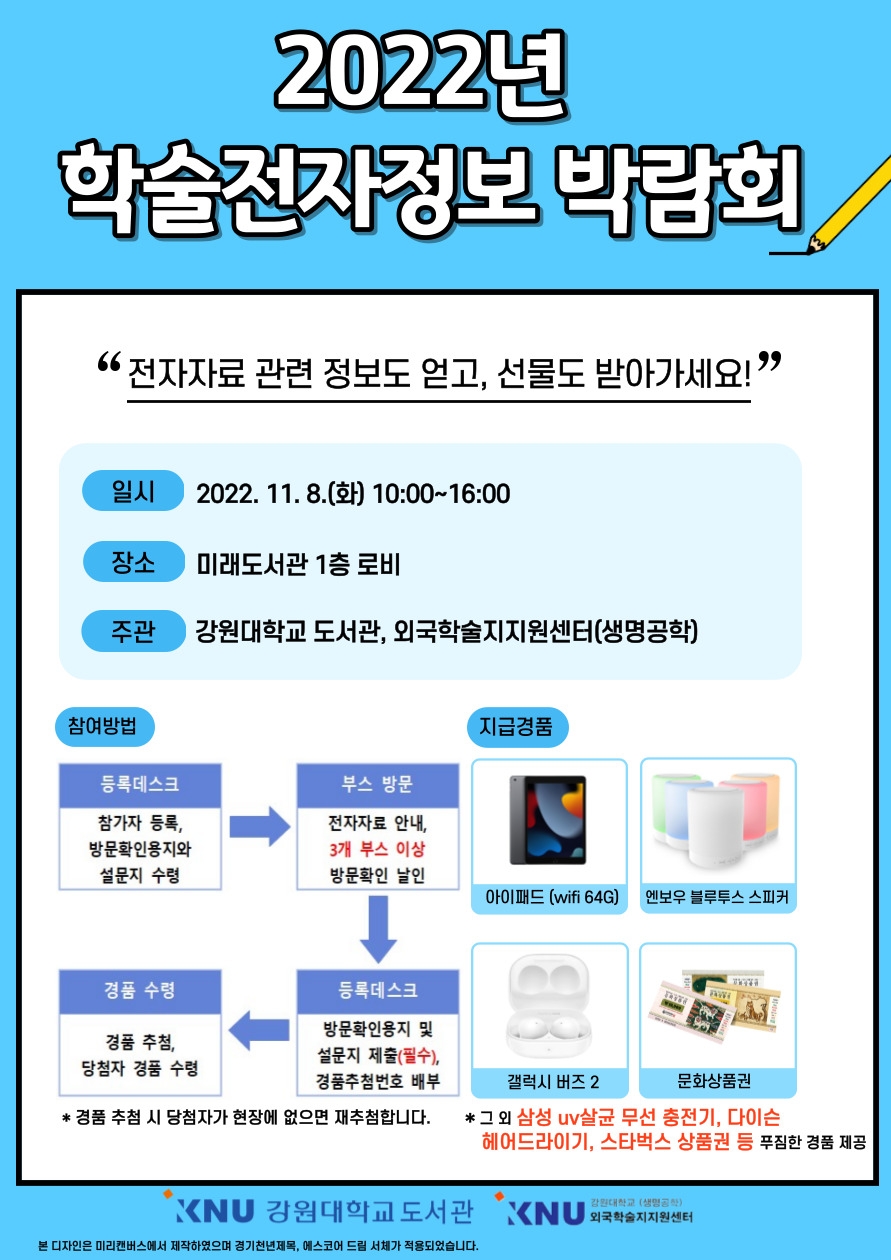 2022년
학술전자정보 박람회
“전자자료 관련 정보도 얻고, 선물도 받아가세요!”
일시 2022. 11. 8.(화) 10:00~16:00
장소 미래도서관 1층 로비
주관 강원대학교 도서관, 외국학술지지원센터(생명공학)
참여방법
등록데스크
참가자 등록,
방문확인용지와
설문지 수령
부스 방문
전자자료 안내,
3개 부스 이상
방문확인 날인
등록데스크
방문확인용지 및
설문지 제출(필수),
경품추첨번호 배부
경품 수령
경품 추첨,
당첨자 경품 수령
* 경품 추첨 시 당첨자가 현장에 없으면 재추첨합니다.
지급경품
아이패드 (wifi 64G)
엔보우 블루투스 스피커
갤럭시 버즈 2
문화상품권
* 그 외 삼성 uv살균 무선 충전기, 다이슨
헤어드라이기, 스타벅스 상품권 등 푸짐한 경품 제공
KNU 강원대학교도서관
KNU 강원대학교 (생명공학)
외국학술지지원센터
본 디자인은 미리캔버스에서 제작하였으며 경기천년제목, 에스코어 드림 서체가 적용되었습니다.